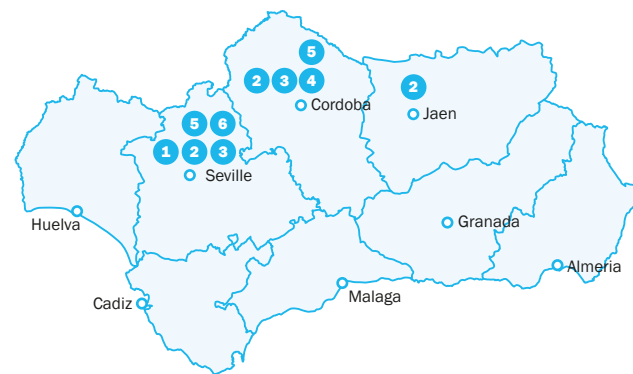 5
2 3 4
Cordoba
2
Jaen
5 6
1 2 3
Seville
Huelva
Granada
Almeria
Malaga
Cadiz